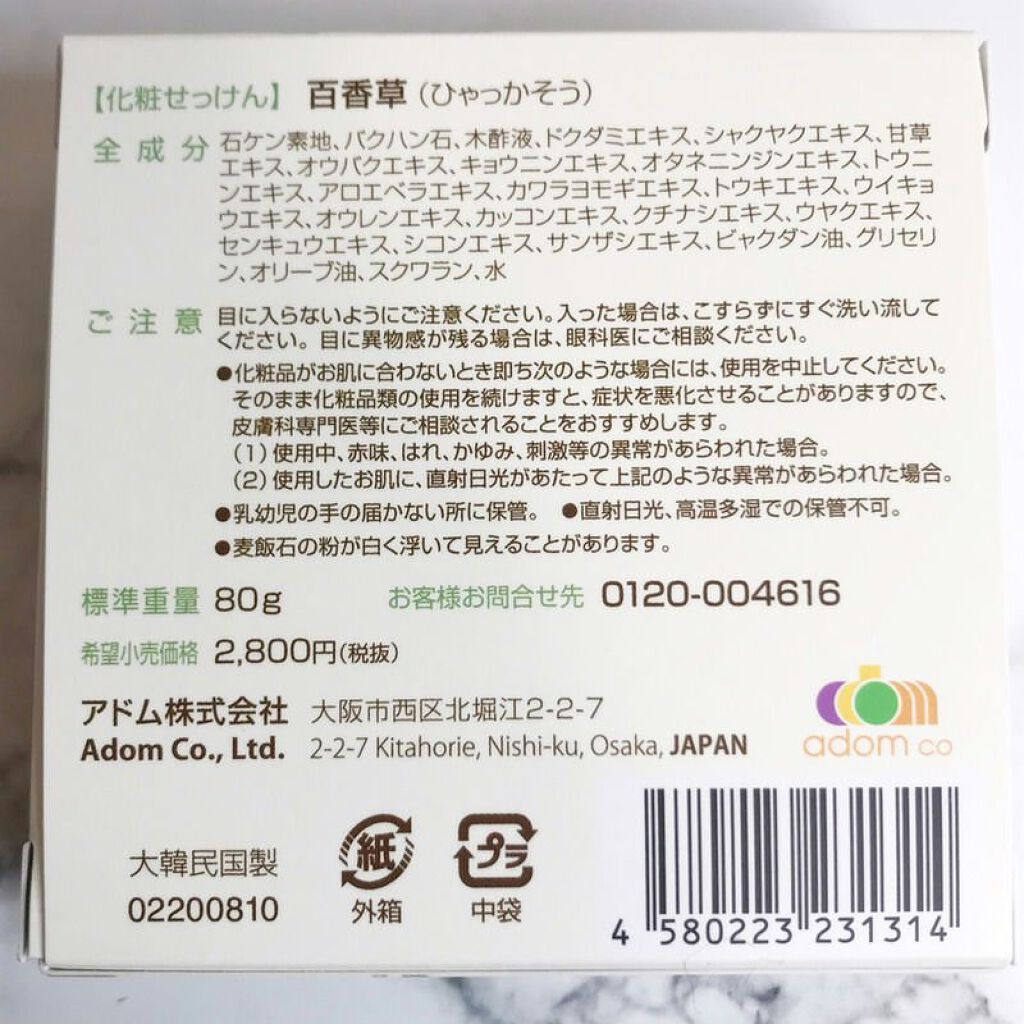 【化粧せっけん】 百香草（ひゃっかそう）
全成分 石ケン素地、バクハン石、木酢液、ドクダミエキス、シャクヤクエキス、甘草
エキス、オウバクエキス、キョウニンエキス、オタネニンジンエキス、トウニ
ンエキス、アロエベラエキス、カワラヨモギエキス、トウキエキス、ウイキョ
ウエキス、オウレンエキス、カッコンエキス、クチナシエキス、ウヤクエキス、
センキュウエキス、シコンエキス、サンザシエキス、ビャクダン油、グリセリ
ン、オリーブ油、スクワラン、水
ご注意 目に入らないようにご注意ください。入った場合は、こすらずにすぐ洗い流して
ください。目に異物感が残る場合は、眼科医にご相談ください。
●化粧品がお肌に合わないとき即ち次のような場合には、使用を中止してください。
そのまま化粧品類の使用を続けますと、症状を悪化させることがありますので、
皮膚科専門医等にご相談されることをおすすめします。
（1）使用中、赤味、はれ、かゆみ、刺激等の異常があらわれた場合。
（2）使用したお肌に、直射日光があたって上記のような異常があらわれた場合。
●乳幼児の手の届かない所に保管。 ●直射日光、高温多湿での保管不可。
●麦飯石の粉が白く浮いて見えることがあります。
標準重量 80g お客様お問合せ先 0120-004616
希望小売価格 2,800円（税抜）
アドム株式会社 大阪市西区北堀江2-2-7
Adom Co., Ltd. 2-2-7 Kitahorie, Nishi-ku, Osaka, JAPAN
adom co
大韓民国製
02200810
紙
外箱
プラ
中袋
4 580223 231314